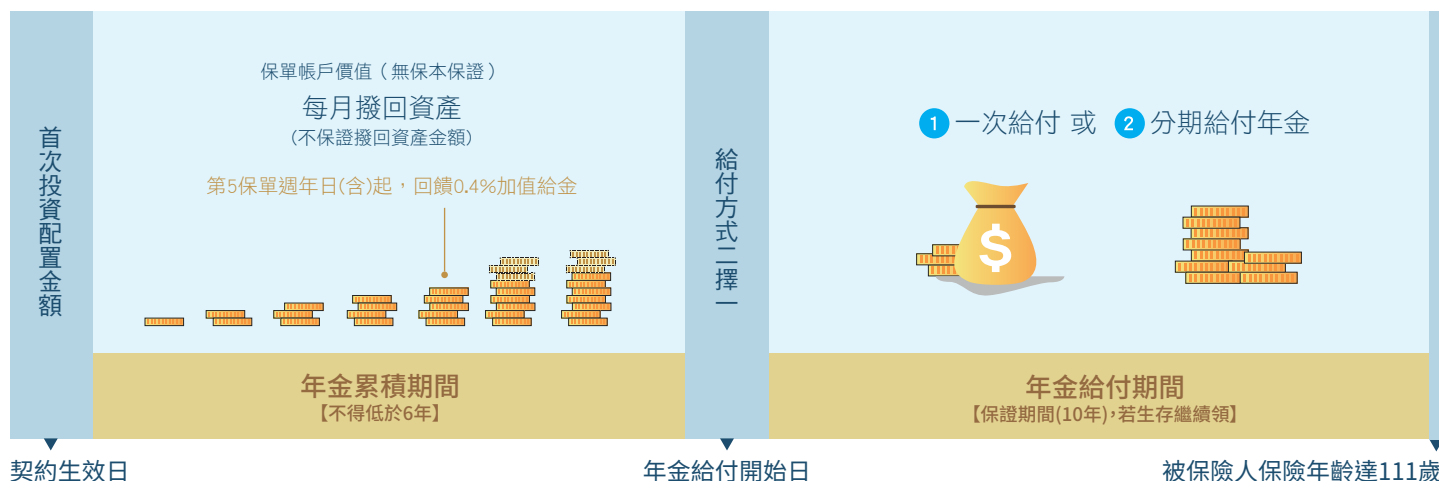 首次投資配置金額
保單帳戶價值（無保本保證）
每月撥回資產
(不保證撥回資產金額)
第5保單週年日(含)起，回饋0.4%加值給金
年金累積期間
【不得低於6年】
給付方式二擇一
1 一次給付 或 2 分期給付年金
$
年金給付期間
【保證期間(10年)，若生存繼續領】
契約生效日
年金給付開始日
被保險人保險年齡達111歲